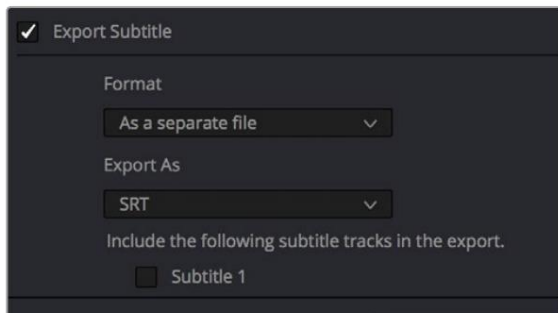 Export Subtitle
Format
As a separate file
Export As
SRT
Include the following subtitle tracks in the export.
Subtitle 1